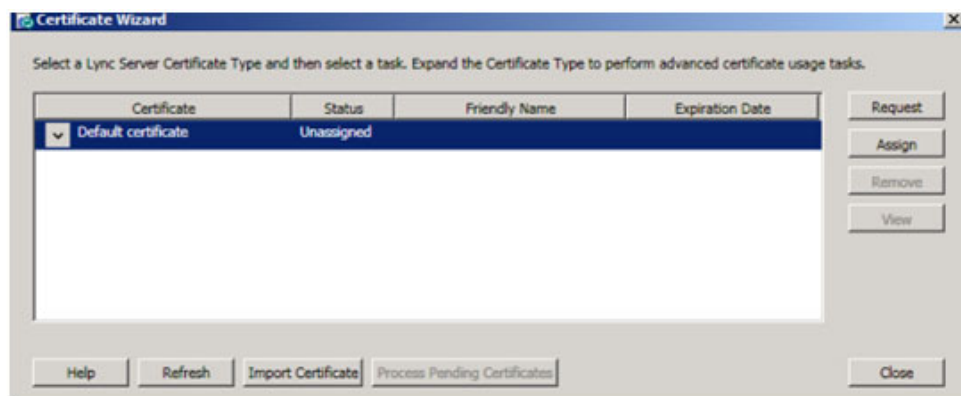 Certificate Wizard
Select a Lync Server Certificate Type and then select a task. Expand the Certificate Type to perform advanced certificate usage tasks.
Certificate Status Friendly Name Expiration Date
Default certificate Unassigned
Request
Assign
Remove
View
Help Refresh Import Certificate Process Pending Certificates Close